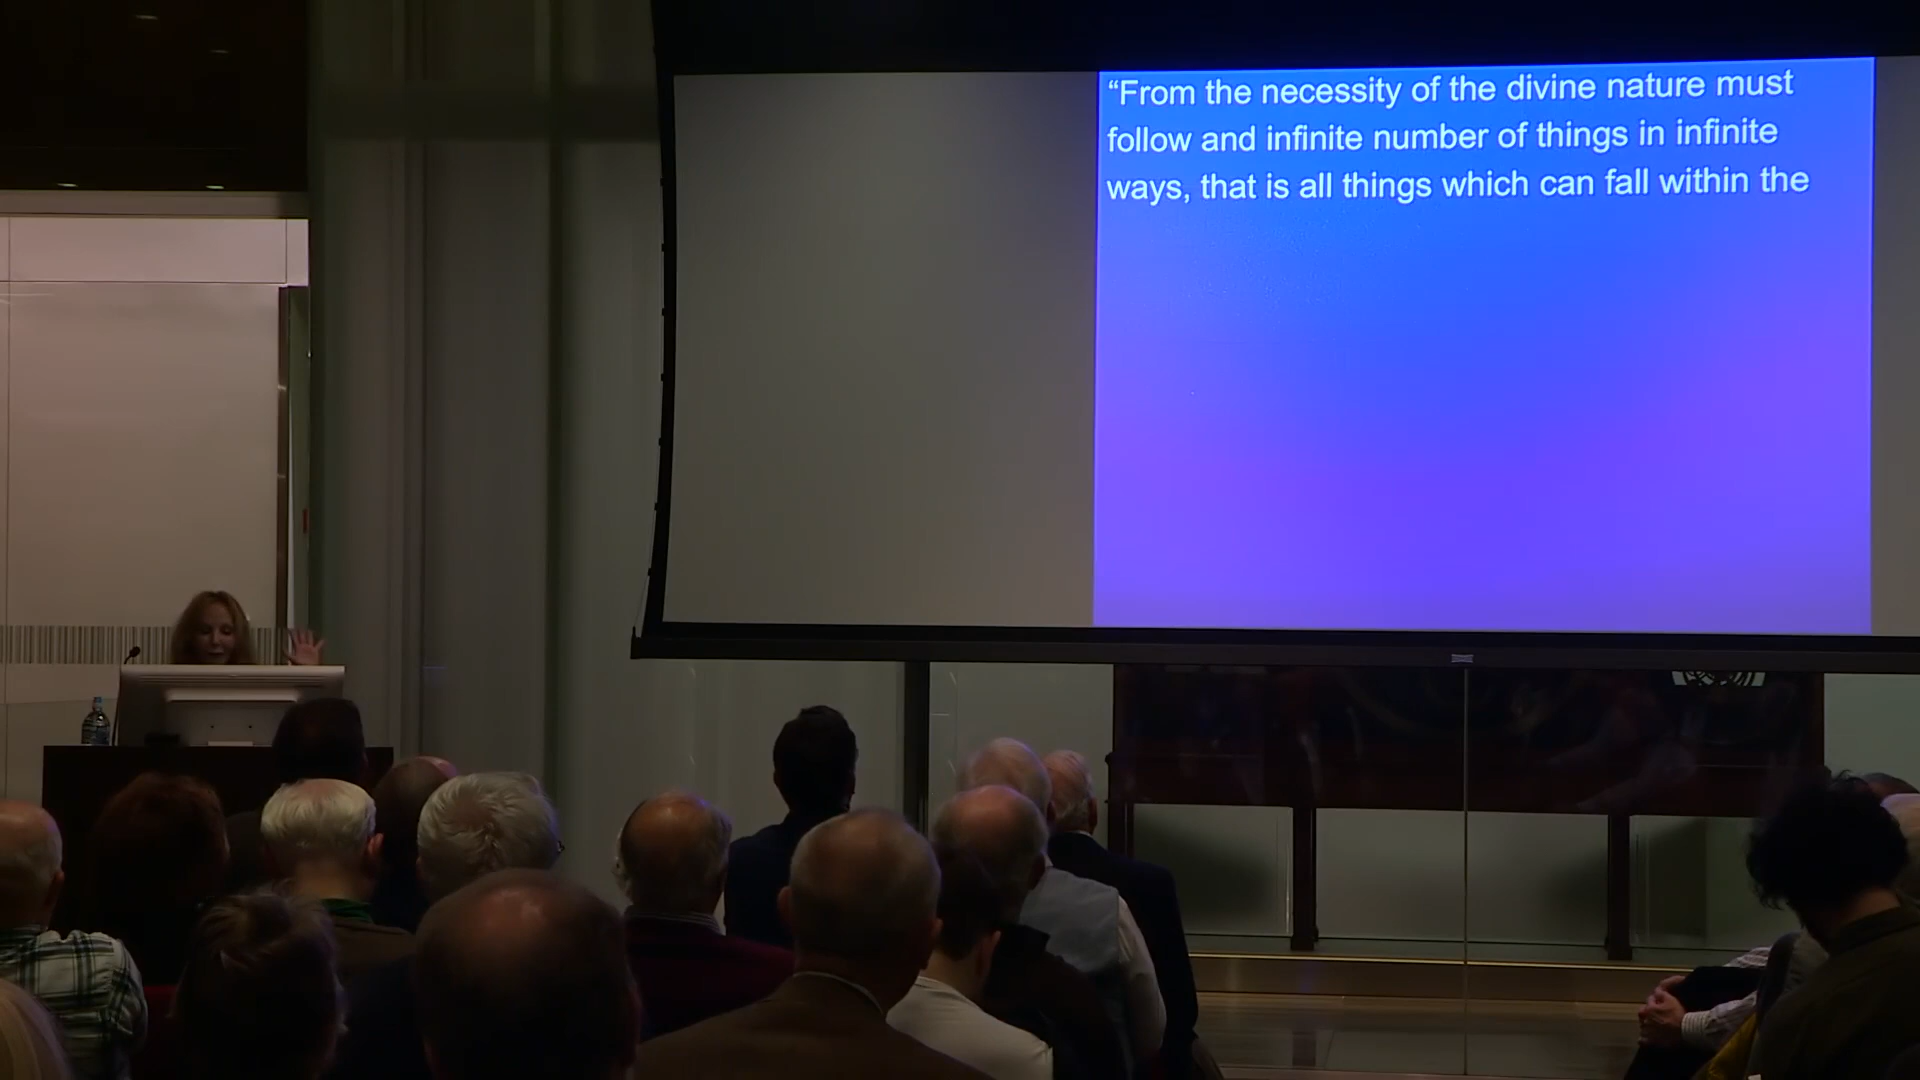 “From the necessity of the divine nature must
follow and infinite number of things in infinite
ways, that is all things which can fall within the